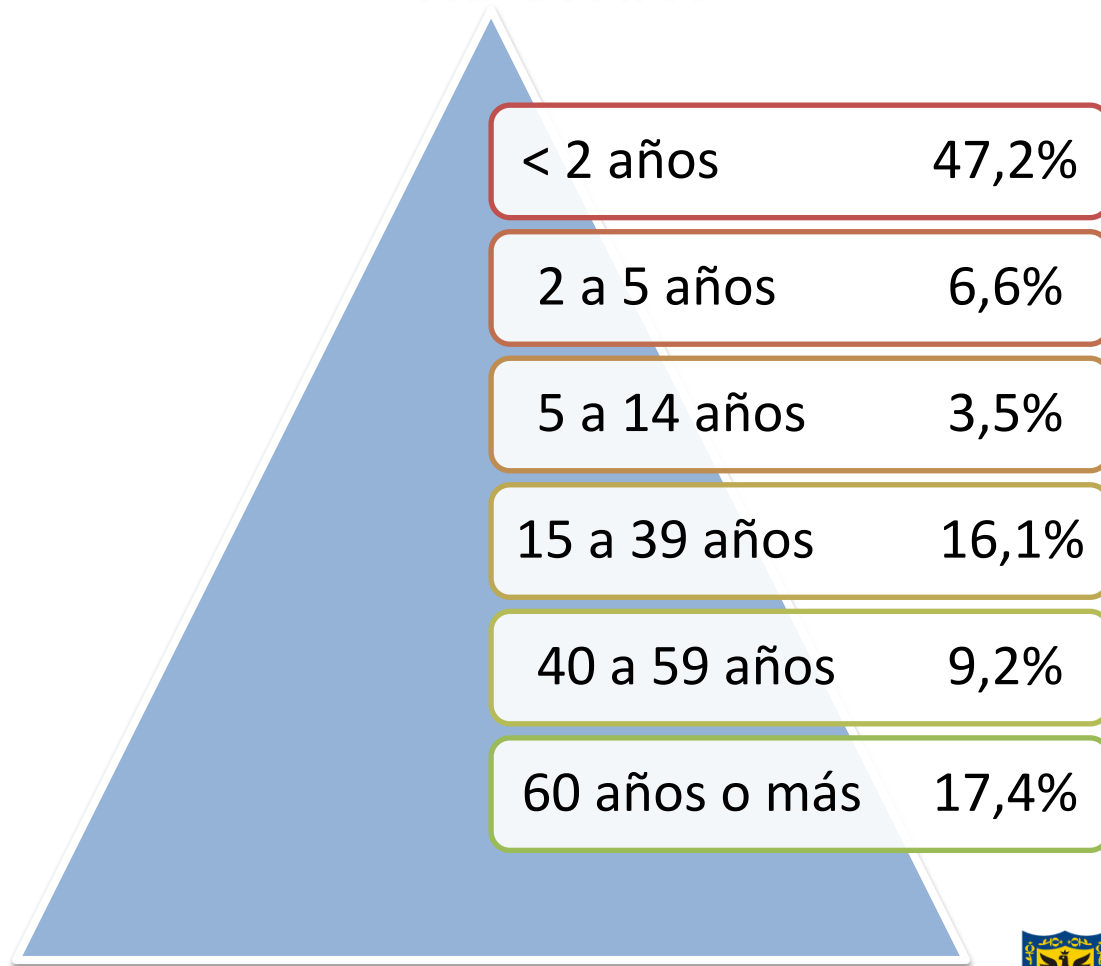 < 2 años 47,2%
2 a 5 años 6,6%
5 a 14 años 3,5%
15 a 39 años 16,1%
40 a 59 años 9,2%
60 años o más 17,4%